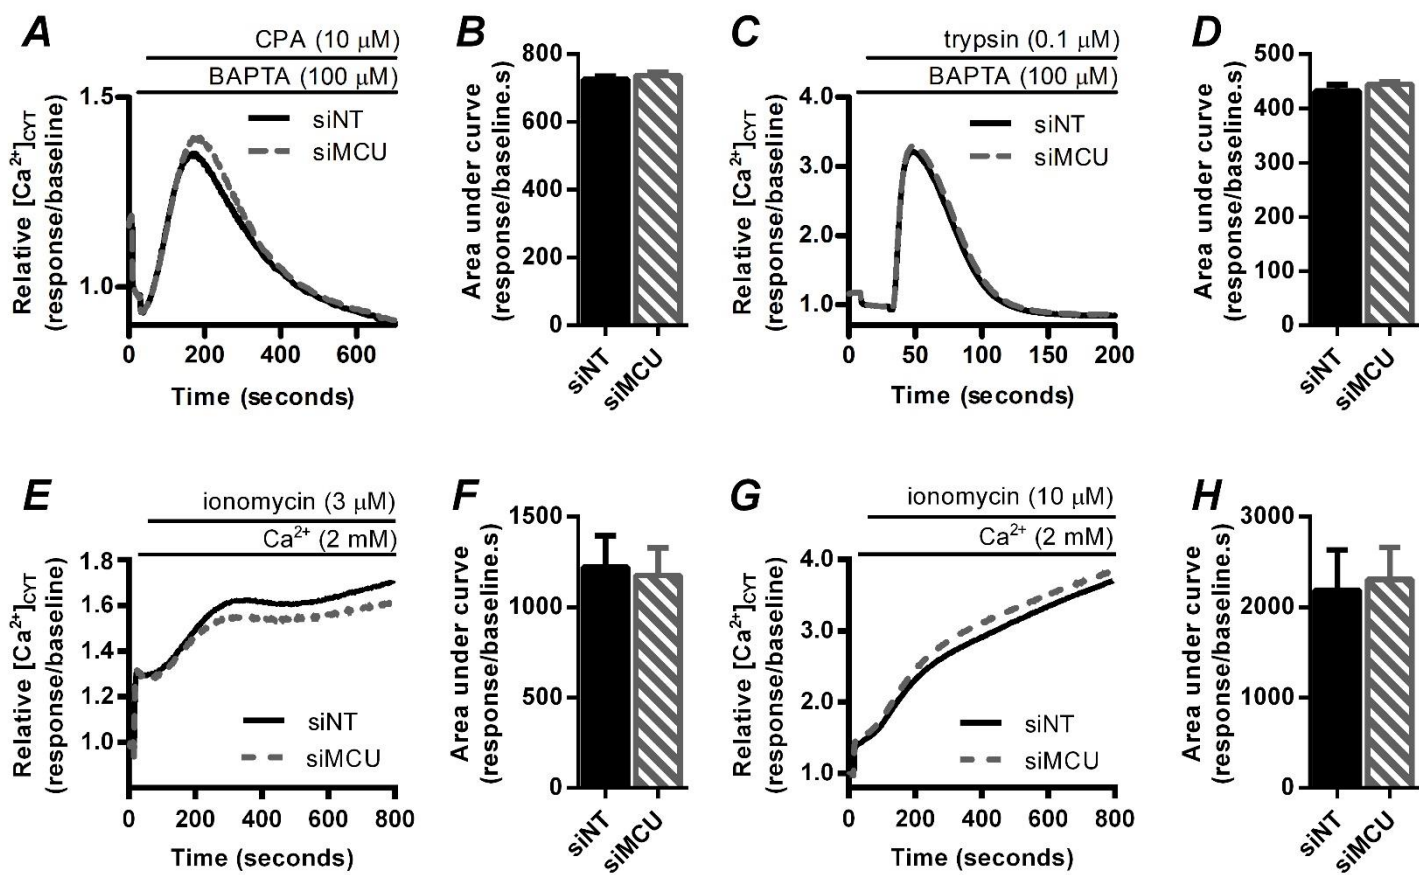 A
CPA (10 μM)
BAPTA (100 μM)
siNT
siMCU
Relative [Ca²⁺]CYT
(response/baseline)
1.5
1.0
0 200 400 600
Time (seconds)
B
Area under curve
(response/baseline.s)
800
600
400
200
0
siNT
siMCU
C
trypsin (0.1 μM)
BAPTA (100 μM)
siNT
siMCU
Relative [Ca²⁺]CYT
(response/baseline)
4.0
3.0
2.0
1.0
0 50 100 150 200
Time (seconds)
D
Area under curve
(response/baseline.s)
500
400
300
200
100
0
siNT
siMCU
E
ionomycin (3 μM)
Ca²⁺ (2 mM)
Relative [Ca²⁺]CYT
(response/baseline)
1.8
1.6
1.4
1.2
1.0
siNT
siMCU
0 200 400 600 800
Time (seconds)
F
Area under curve
(response/baseline.s)
1500
1000
500
0
siNT
siMCU
G
ionomycin (10 μM)
Ca²⁺ (2 mM)
Relative [Ca²⁺]CYT
(response/baseline)
4.0
3.0
2.0
1.0
siNT
siMCU
0 200 400 600 800
Time (seconds)
H
Area under curve
(response/baseline.s)
3000
2000
1000
0
siNT
siMCU